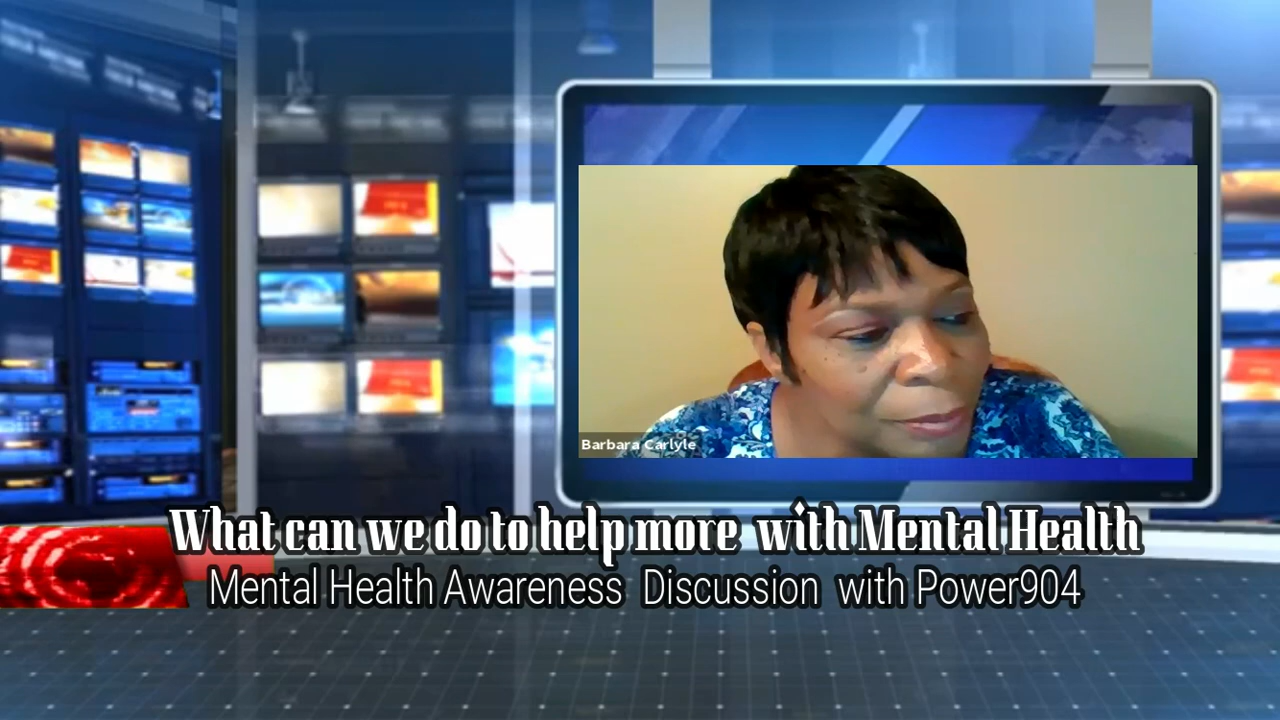 Barbara Carlyle
What can we do to help more with Mental Health
Mental Health Awareness Discussion with Power904